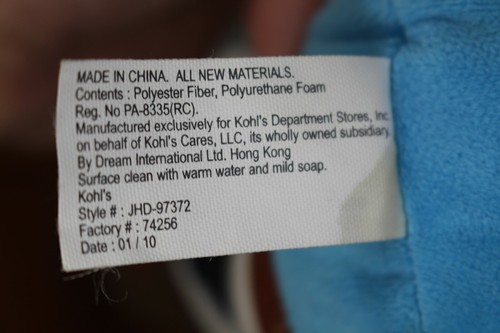 MADE IN CHINA. ALL NEW MATERIALS.
Contents : Polyester Fiber, Polyurethane Foam
Reg. No PA-8335(RC).
Manufactured exclusively for Kohl's Department Stores, Inc.
on behalf of Kohl's Cares, LLC, its wholly owned subsidiary.
By Dream International Ltd. Hong Kong
Surface clean with warm water and mild soap.
Kohl's
Style # : JHD-97372
Factory # : 74256
Date : 01 / 10